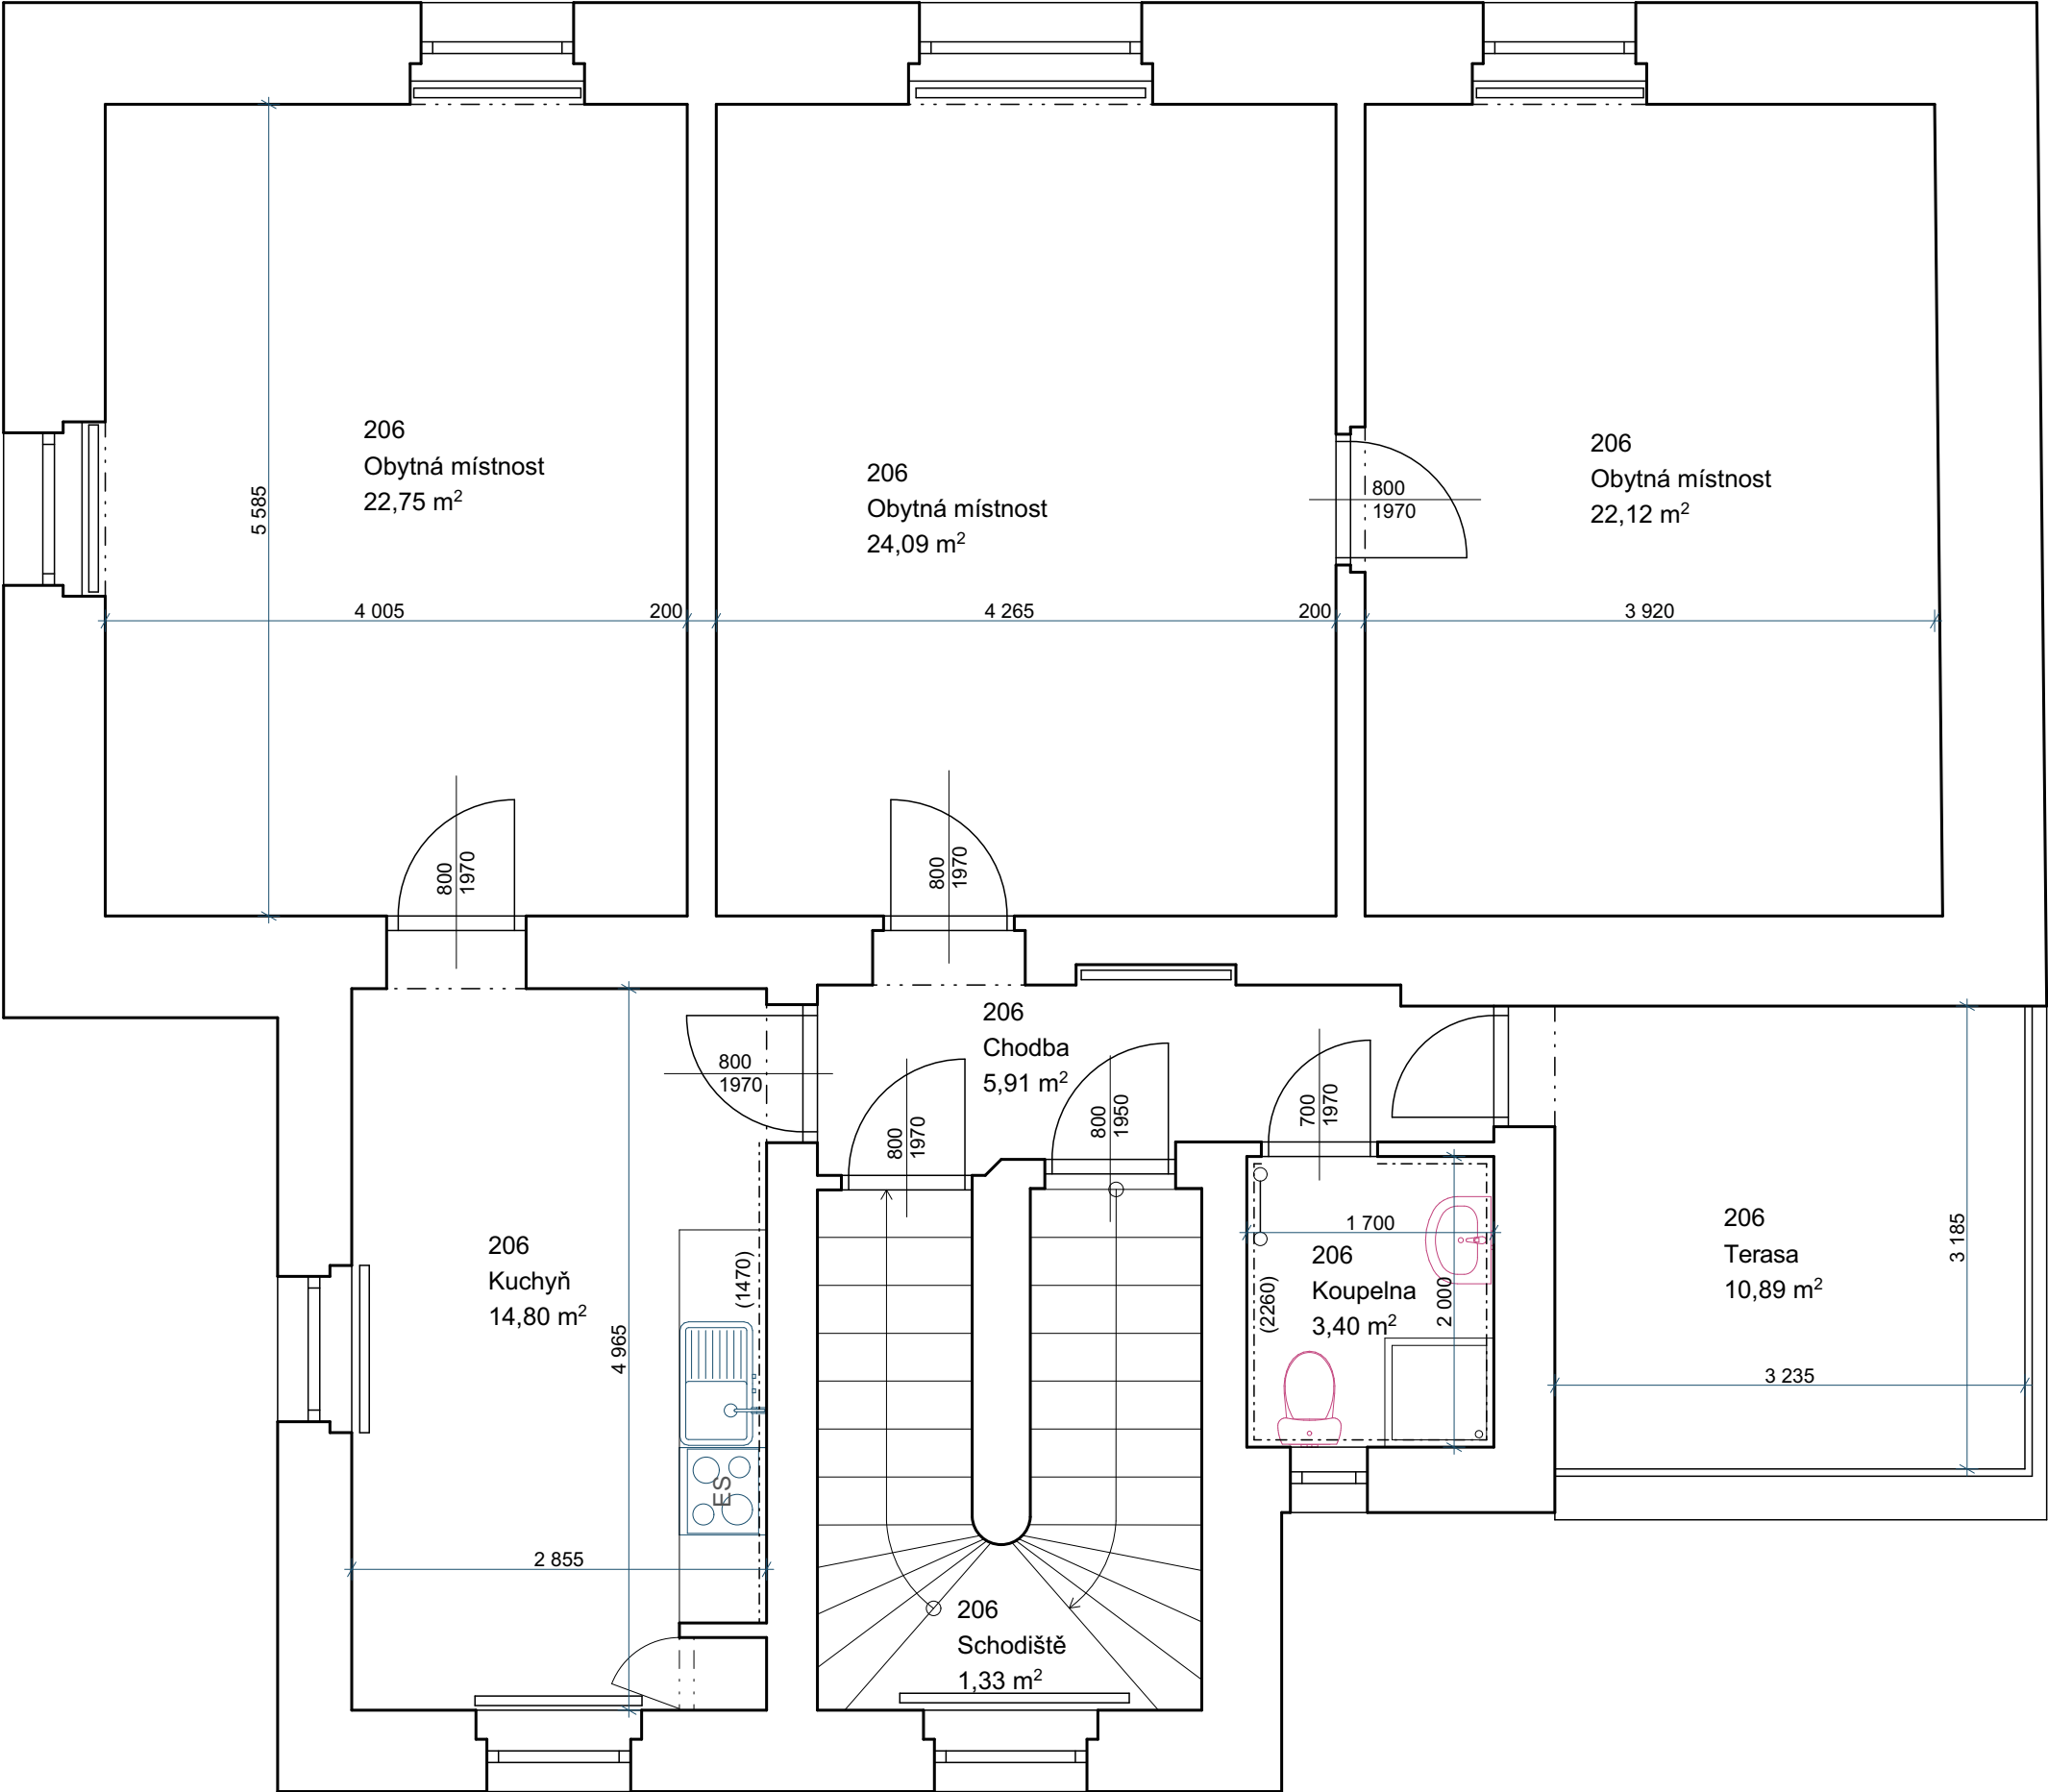 206
Obytná místnost
22,75 m²
5 585
4 005
200
206
Obytná místnost
24,09 m²
4 265
200
800
1970
206
Obytná místnost
22,12 m²
3 920
800
1970
800
1970
206
Chodba
5,91 m²
800
1970
800
1970
800
1950
700
1970
206
Kuchyň
14,80 m²
4 965
(1470)
ES
2 855
206
Schodiště
1,33 m²
1 700
206
Koupelna
3,40 m²
(2260)
2 000
206
Terasa
10,89 m²
3 185
3 235